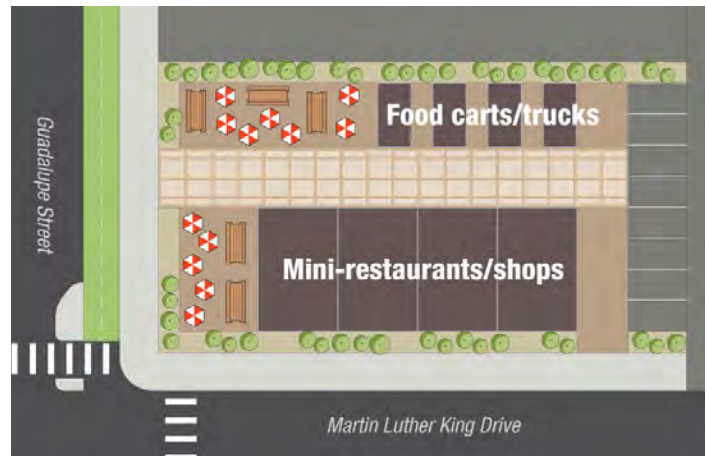 Guadalupe Street
Food carts/trucks
Mini-restaurants/shops
Martin Luther King Drive